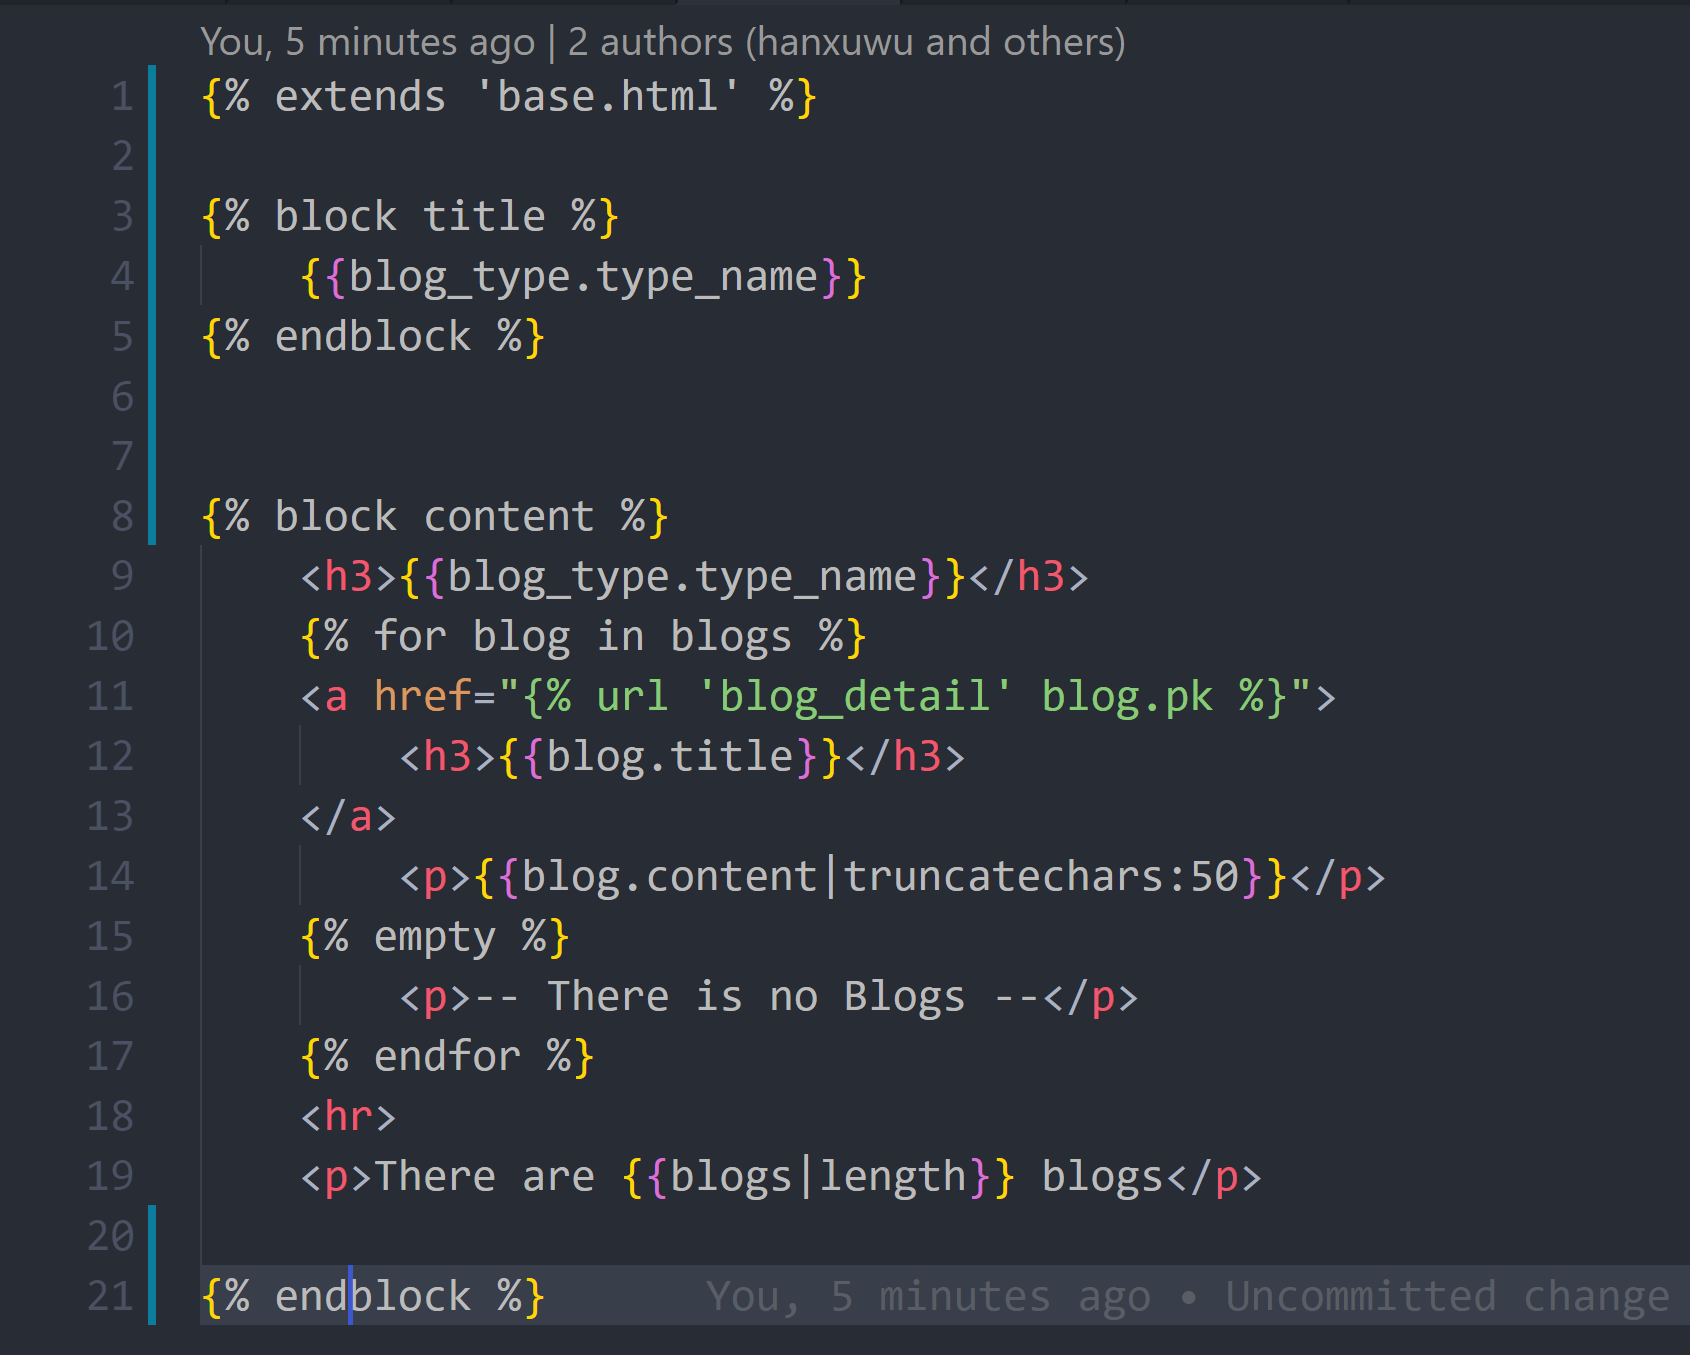 You, 5 minutes ago | 2 authors (hanxuwu and others)
1 {% extends 'base.html' %}
2
3 {% block title %}
4     {{blog_type.type_name}}
5 {% endblock %}
6
7
8 {% block content %}
9     <h3>{{blog_type.type_name}}</h3>
10     {% for blog in blogs %}
11     <a href="{% url 'blog_detail' blog.pk %}">
12         <h3>{{blog.title}}</h3>
13     </a>
14         <p>{{blog.content|truncatechars:50}}</p>
15     {% empty %}
16         <p>-- There is no Blogs --</p>
17     {% endfor %}
18     <hr>
19     <p>There are {{blogs|length}} blogs</p>
20
21 {% endblock %} You, 5 minutes ago • Uncommitted change